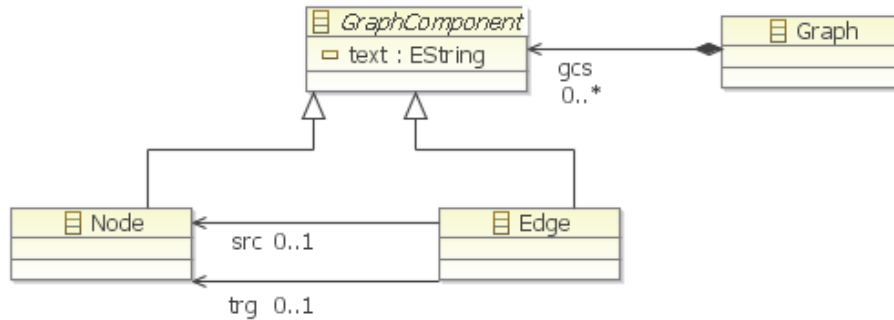 GraphComponent
text : EString
Graph
gcs
0..*
Node
Edge
src 0..1
trg 0..1